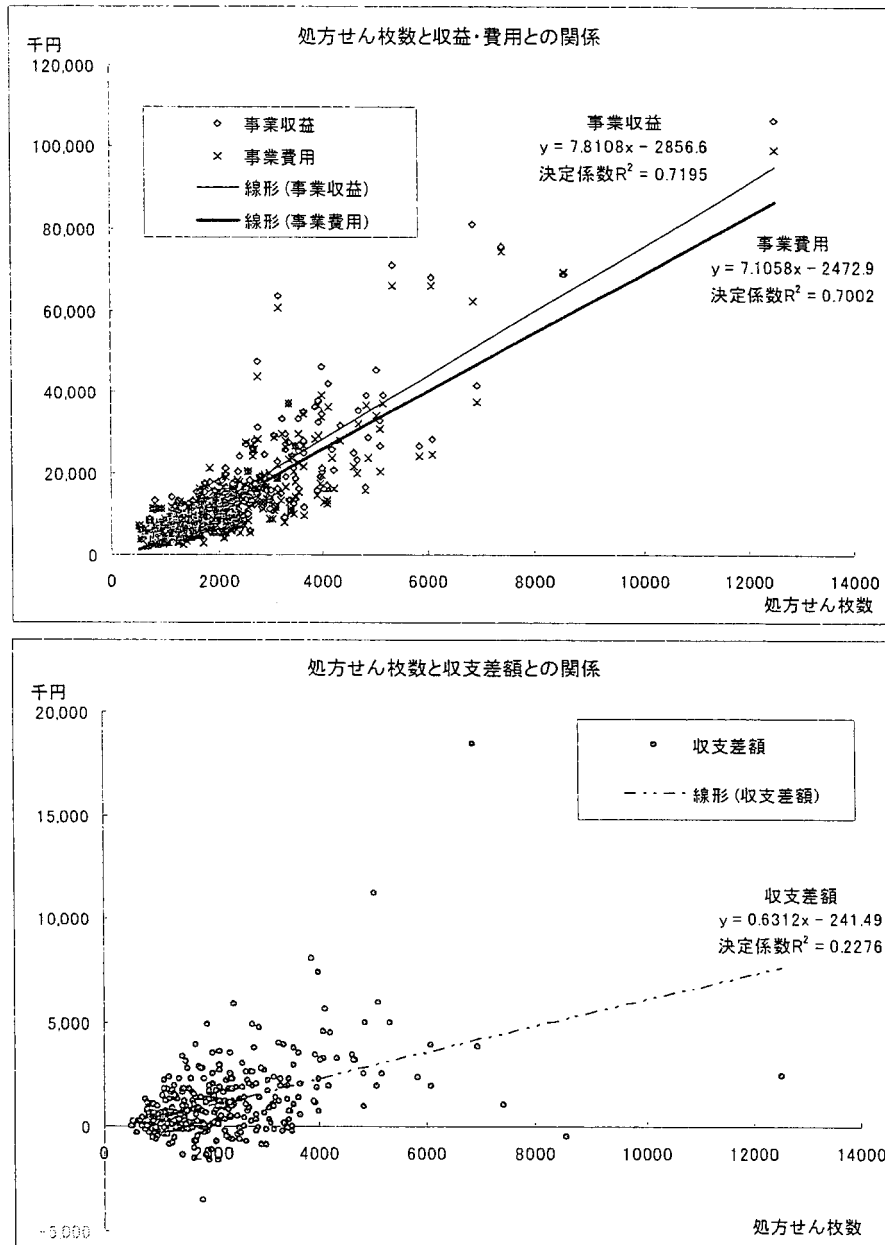 処方せん枚数と収益・費用との関係
千円
120,000
100,000
80,000
60,000
40,000
20,000
0
事業収益
事業費用
線形(事業収益)
線形(事業費用)
事業収益
y = 7.8108x - 2856.6
決定係数R² = 0.7195
事業費用
y = 7.1058x - 2472.9
決定係数R² = 0.7002
0 2000 4000 6000 8000 10000 12000 14000
処方せん枚数
処方せん枚数と収支差額との関係
千円
20,000
15,000
10,000
5,000
0
-5,000
収支差額
線形(収支差額)
収支差額
y = 0.6312x - 241.49
決定係数R² = 0.2276
0 2000 4000 6000 8000 10000 12000 14000
処方せん枚数